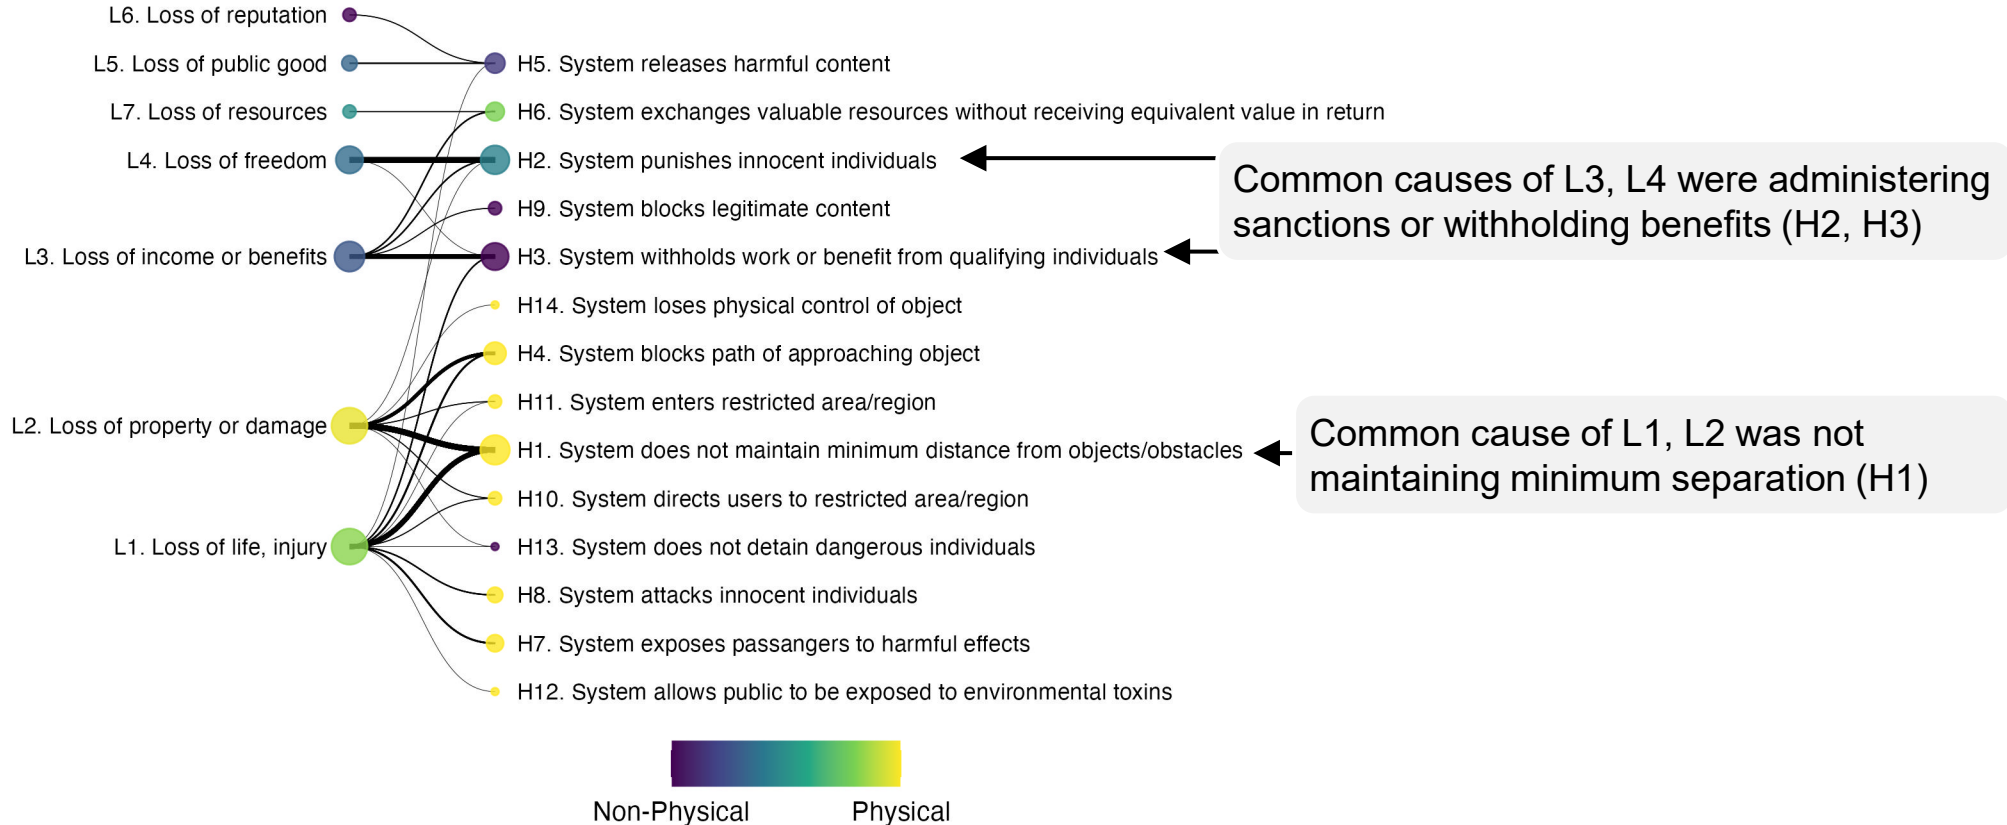 L6. Loss of reputation
L5. Loss of public good
L7. Loss of resources
L4. Loss of freedom
L3. Loss of income or benefits
L2. Loss of property or damage
L1. Loss of life, injury
H5. System releases harmful content
H6. System exchanges valuable resources without receiving equivalent value in return
H2. System punishes innocent individuals
H9. System blocks legitimate content
H3. System withholds work or benefit from qualifying individuals
H14. System loses physical control of object
H4. System blocks path of approaching object
H11. System enters restricted area/region
H1. System does not maintain minimum distance from objects/obstacles
H10. System directs users to restricted area/region
H13. System does not detain dangerous individuals
H8. System attacks innocent individuals
H7. System exposes passangers to harmful effects
H12. System allows public to be exposed to environmental toxins
Common causes of L3, L4 were administering
sanctions or withholding benefits (H2, H3)
Common cause of L1, L2 was not
maintaining minimum separation (H1)
Non-Physical
Physical